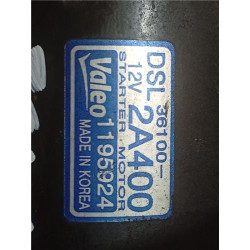 DSL 36100-
12V 2A400
STARTER MOTOR
Valeo 1195924
MADE IN KOREA